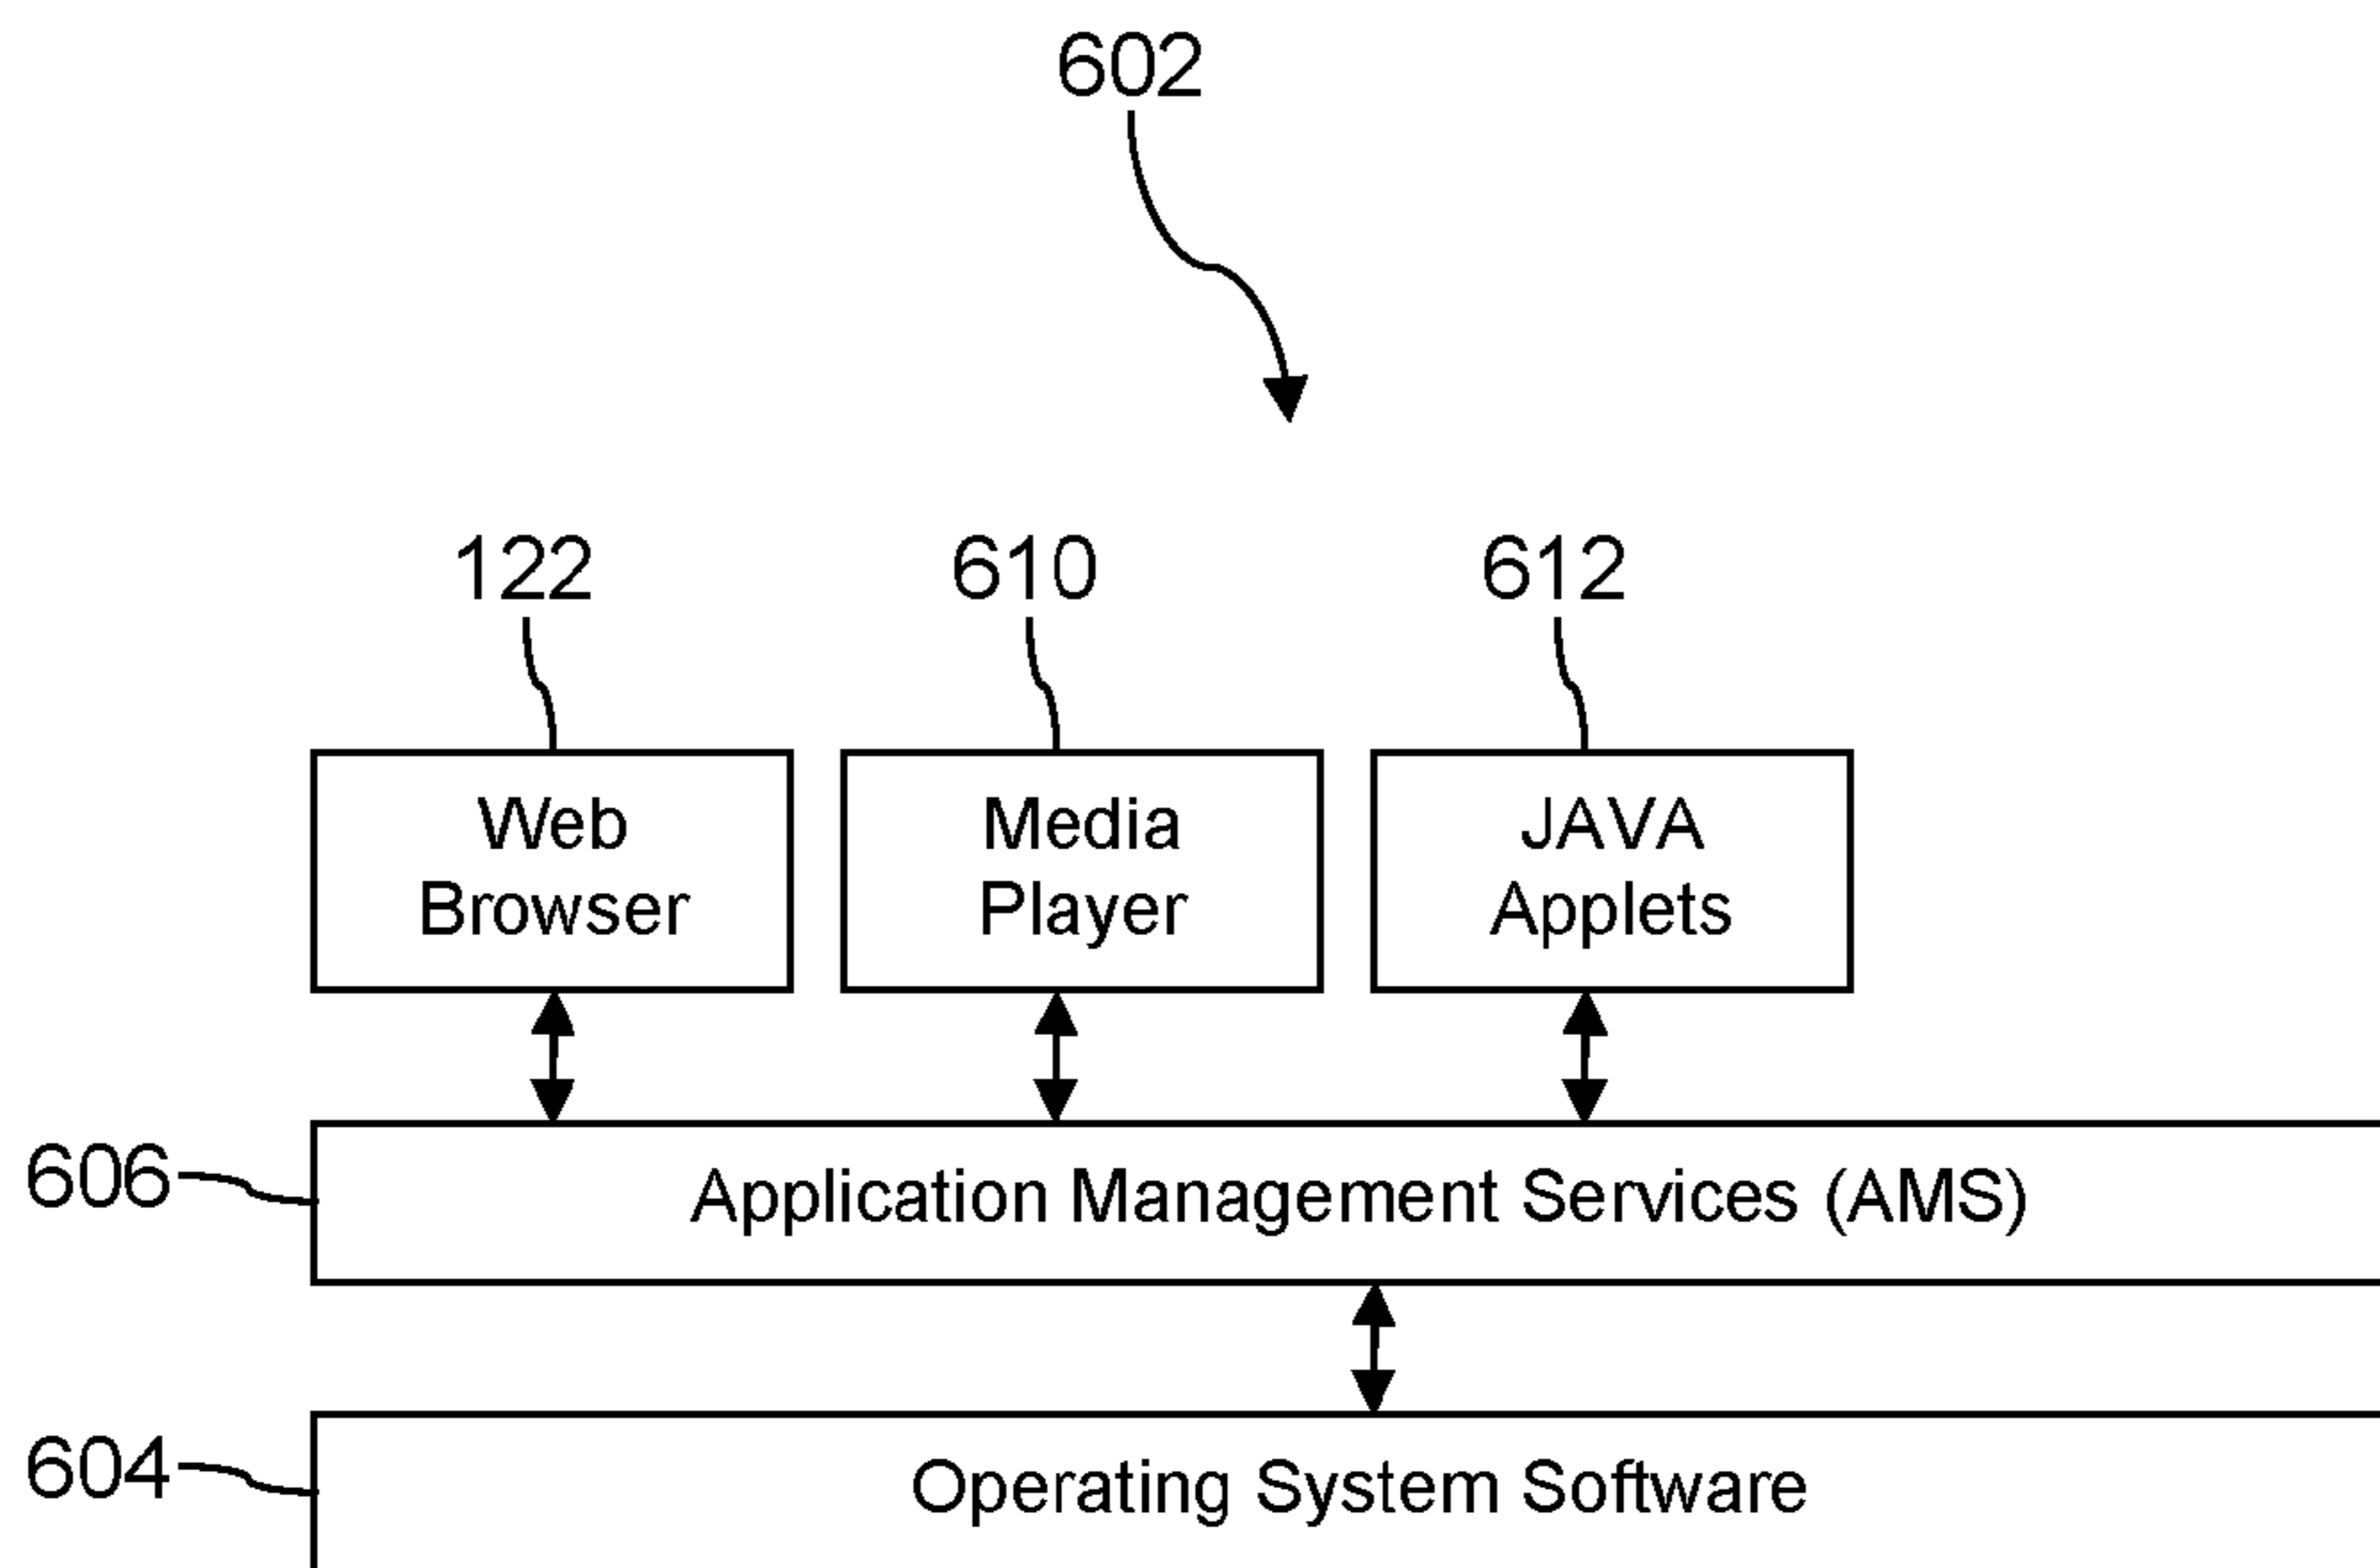 602
122
610
612
Web
Browser
Media
Player
JAVA
Applets
606
Application Management Services (AMS)
604
Operating System Software